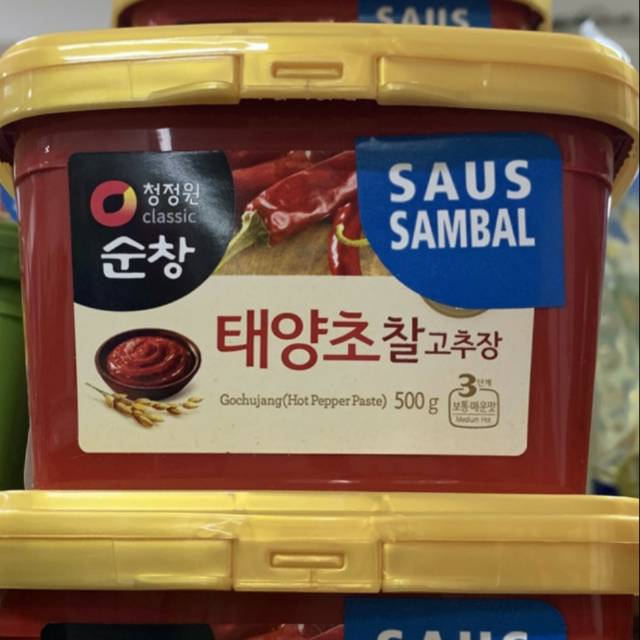 SAUS
청정원
classic
순창
SAUS
SAMBAL
태양초찰고추장
Gochujang(Hot Pepper Paste) 500 g
3단계
보통매운맛
Medium Hot
SAUS